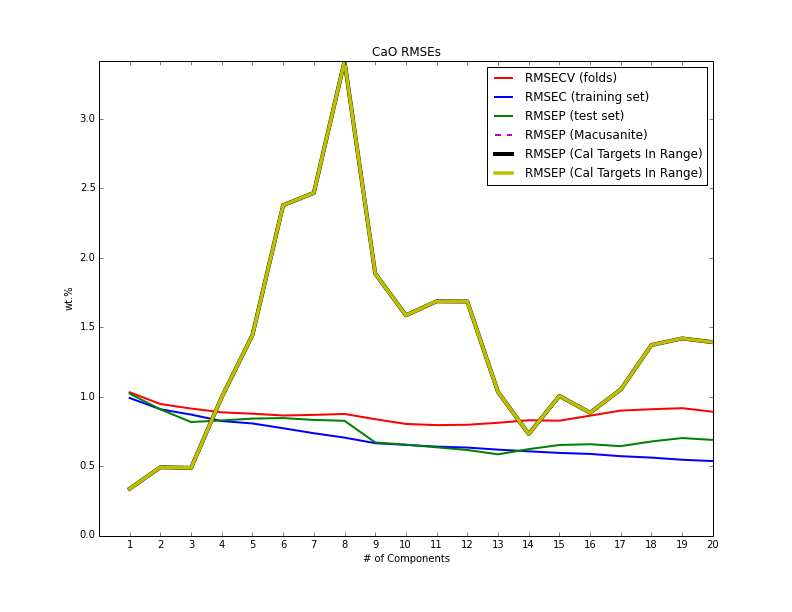 CaO RMSEs
RMSECV (folds)
RMSEC (training set)
RMSEP (test set)
RMSEP (Macusanite)
RMSEP (Cal Targets In Range)
RMSEP (Cal Targets In Range)
3.0
2.5
2.0
1.5
1.0
0.5
0.0
wt.%
1 2 3 4 5 6 7 8 9 10 11 12 13 14 15 16 17 18 19 20
# of Components